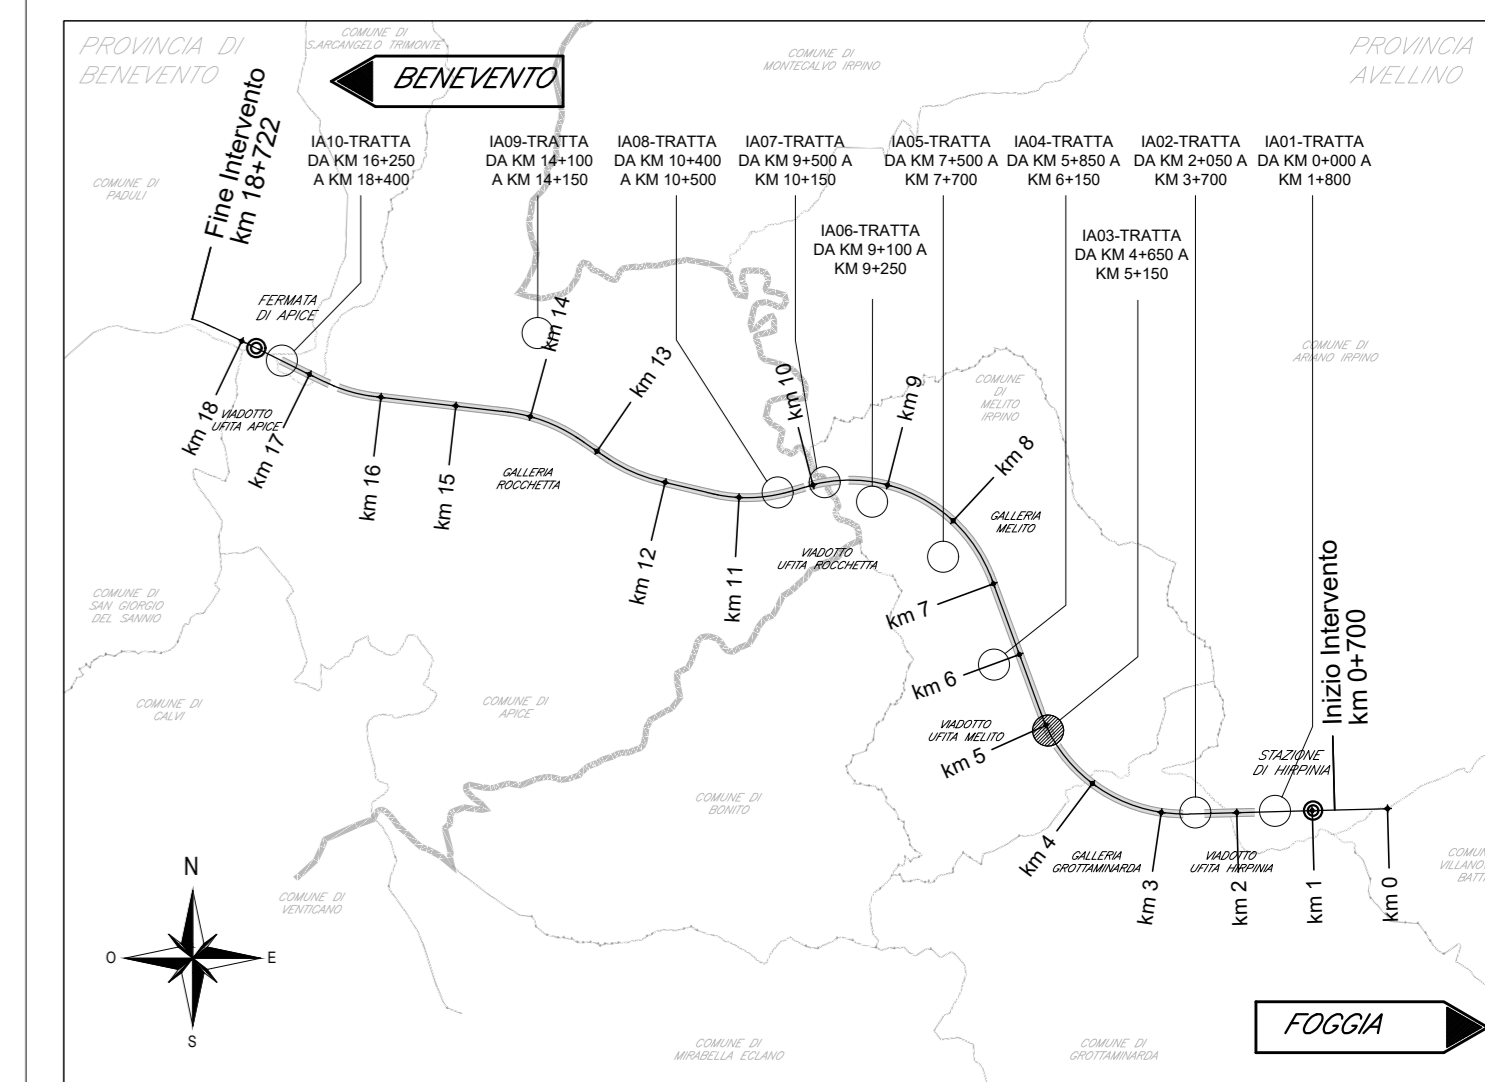 PROVINCIA DI
BENEVENTO
COMUNE DI
S.ARCANGELO TRIMONTE
BENEVENTO
COMUNE DI
MONTECALVO IRPINO
PROVINCIA
AVELLINO
Fine Intervento
km 18+722
IA10-TRATTA
DA KM 16+250
A KM 18+400
IA09-TRATTA
DA KM 14+100
A KM 14+150
IA08-TRATTA
DA KM 10+400
A KM 10+500
IA07-TRATTA
DA KM 9+500 A
KM 10+150
IA05-TRATTA
DA KM 7+500 A
KM 7+700
IA04-TRATTA
DA KM 5+850 A
KM 6+150
IA02-TRATTA
DA KM 2+050 A
KM 3+700
IA01-TRATTA
DA KM 0+000 A
KM 1+800
COMUNE DI
PADULI
IA06-TRATTA
DA KM 9+100 A
KM 9+250
IA03-TRATTA
DA KM 4+650 A
KM 5+150
FERMATA
DI APICE
km 14
km 13
km 10
km 9
COMUNE
DI
MELITO
IRPINO
COMUNE DI
ARIANO IRPINO
km 18
VIADOTTO
UFITA APICE
km 17
km 16
km 15
GALLERIA
ROCCHETTA
km 8
GALLERIA
MELITO
km 12
km 11
VIADOTTO
UFITA ROCCHETTA
km 7
COMUNE DI
SAN GIORGIO
DEL SANNIO
Inizio Intervento
km 0+700
km 6
COMUNE DI
CALVI
COMUNE DI
APICE
VIADOTTO
UFITA MELITO
km 5
STAZIONE
DI HIRPINIA
COMUNE DI
BONITO
km 4
GALLERIA
GROTTAMINARDA
km 3
VIADOTTO
UFITA HIRPINIA
km 2
km 1
km 0
COMUN
VILLANO
BATT
COMUNE DI
VENTICANO
N
O
E
S
FOGGIA
COMUNE DI
MIRABELLA ECLANO
COMUNE DI
GROTTAMINARDA